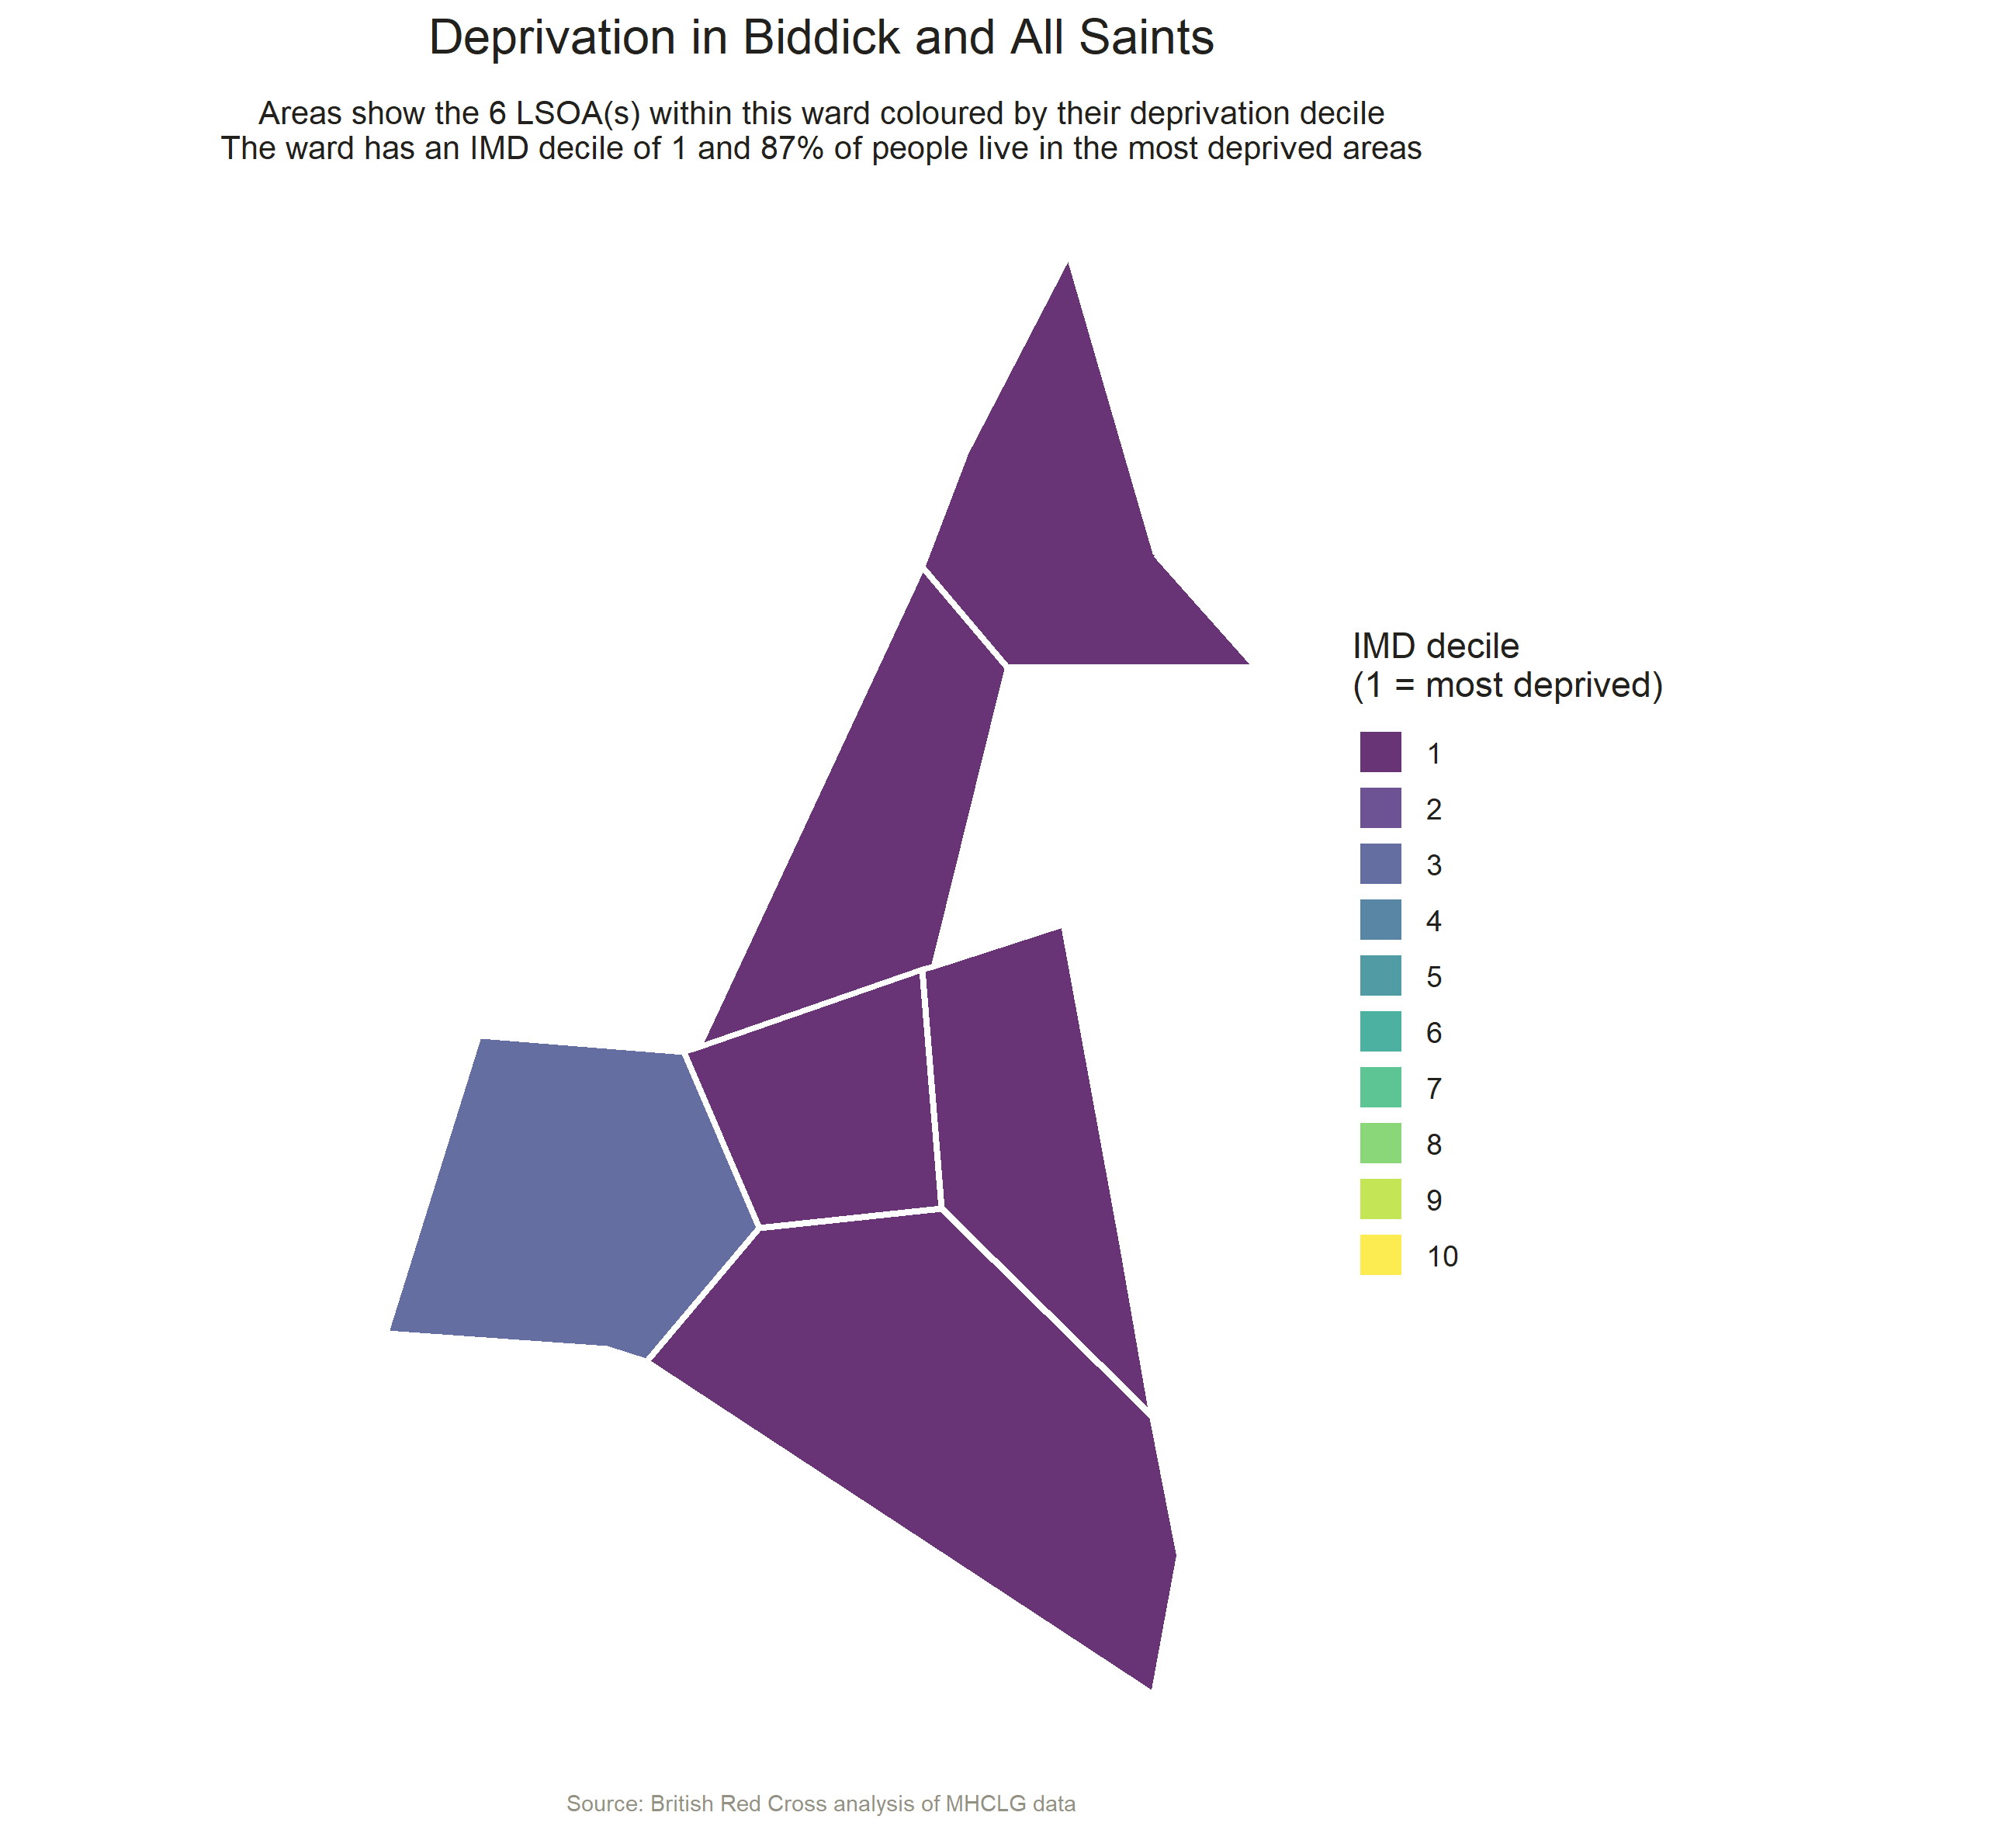 Deprivation in Biddick and All Saints
Areas show the 6 LSOA(s) within this ward coloured by their deprivation decile
The ward has an IMD decile of 1 and 87% of people live in the most deprived areas
IMD decile
(1 = most deprived)
1
2
3
4
5
6
7
8
9
10
Source: British Red Cross analysis of MHCLG data